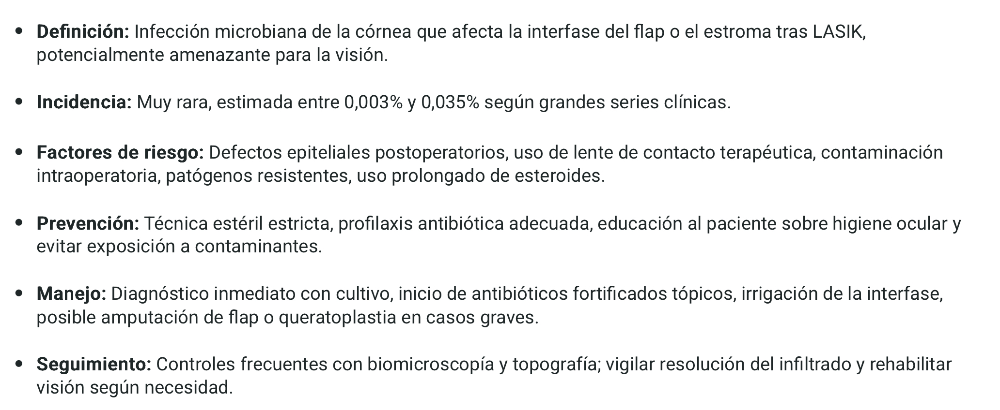 • Definición: Infección microbiana de la córnea que afecta la interfase del flap o el estroma tras LASIK,
potencialmente amenazante para la visión.
• Incidencia: Muy rara, estimada entre 0,003% y 0,035% según grandes series clínicas.
• Factores de riesgo: Defectos epiteliales postoperatorios, uso de lente de contacto terapéutica, contaminación
intraoperatoria, patógenos resistentes, uso prolongado de esteroides.
• Prevención: Técnica estéril estricta, profilaxis antibiótica adecuada, educación al paciente sobre higiene ocular y
evitar exposición a contaminantes.
• Manejo: Diagnóstico inmediato con cultivo, inicio de antibióticos fortificados tópicos, irrigación de la interfase,
posible amputación de flap o queratoplastia en casos graves.
• Seguimiento: Controles frecuentes con biomicroscopía y topografía; vigilar resolución del infiltrado y rehabilitar
visión según necesidad.